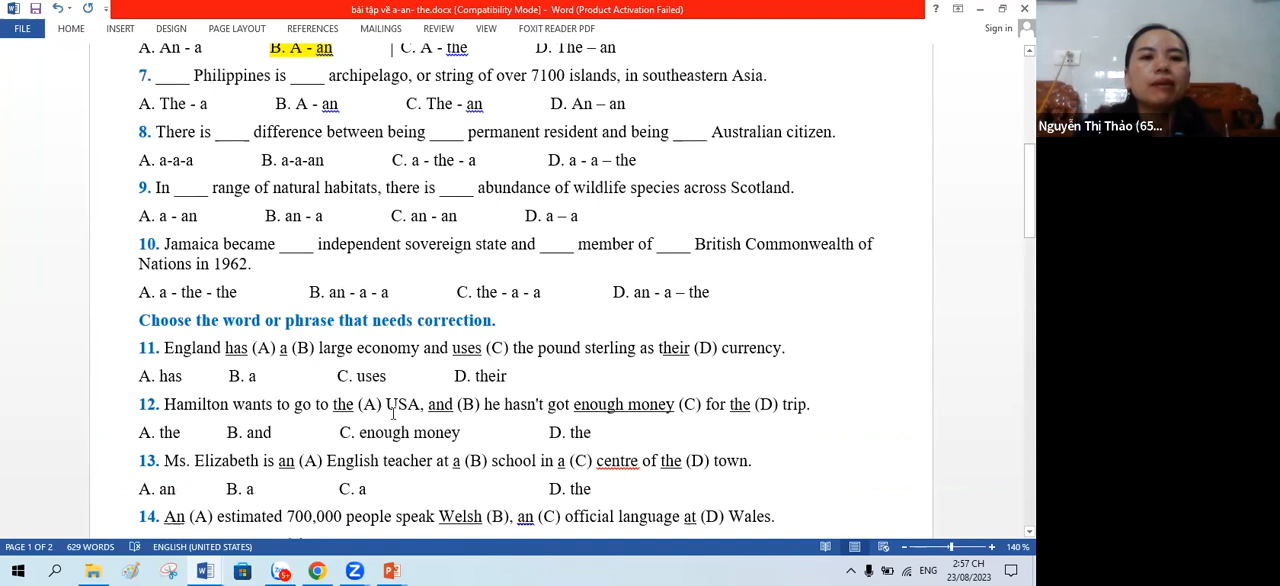 bài tập về a-an- the.docx [Compatibility Mode] - Word (Product Activation Failed)
FILE HOME INSERT DESIGN PAGE LAYOUT REFERENCES MAILINGS REVIEW VIEW FOXIT READER PDF Sign in
A. An - a B. A - an C. A - the D. The – an
7. ____ Philippines is ____ archipelago, or string of over 7100 islands, in southeastern Asia.
A. The - a B. A - an C. The - an D. An – an
8. There is ____ difference between being ____ permanent resident and being ____ Australian citizen.
A. a-a-a B. a-a-an C. a - the - a D. a - a – the
9. In ____ range of natural habitats, there is ____ abundance of wildlife species across Scotland.
A. a - an B. an - a C. an - an D. a – a
10. Jamaica became ____ independent sovereign state and ____ member of ____ British Commonwealth of
Nations in 1962.
A. a - the - the B. an - a - a C. the - a - a D. an - a – the
Choose the word or phrase that needs correction.
11. England has (A) a (B) large economy and uses (C) the pound sterling as their (D) currency.
A. has B. a C. uses D. their
12. Hamilton wants to go to the (A) USA, and (B) he hasn't got enough money (C) for the (D) trip.
A. the B. and C. enough money D. the
13. Ms. Elizabeth is an (A) English teacher at a (B) school in a (C) centre of the (D) town.
A. an B. a C. a D. the
14. An (A) estimated 700,000 people speak Welsh (B), an (C) official language at (D) Wales.
Nguyễn Thị Thảo (65...
PAGE 1 OF 2 629 WORDS ENGLISH (UNITED STATES) 140 %
ENG 2:57 CH
23/08/2023